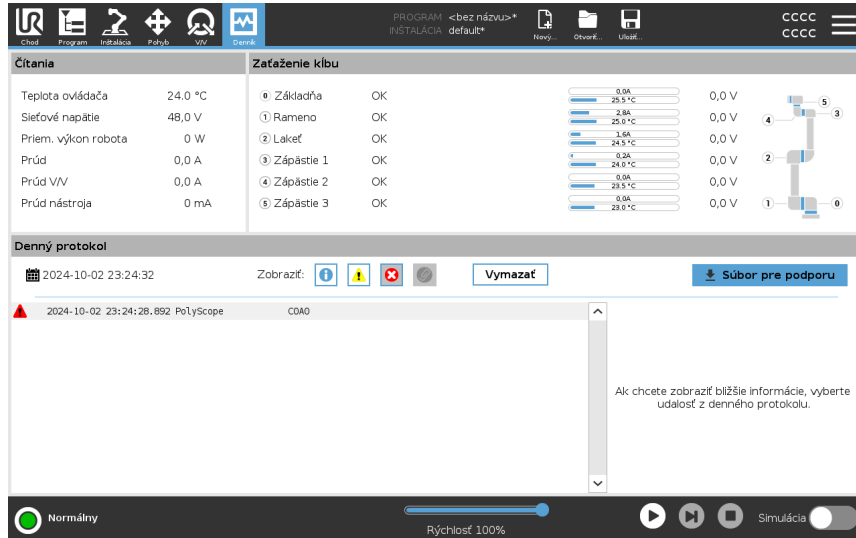 PROGRAM <bez názvu>*
INŠTALÁCIA default*
CCCC
CCCC
Chod Program Inštalácia Pohyb V/V Denník Nový... Otvoriť... Uložiť...
Čítania Zaťaženie kĺbu
Teplota ovládača 24.0 °C 0 Základňa OK 0,0A 25.5 °C 0,0 V
Sieťové napätie 48,0 V 1 Rameno OK 2,8A 25.0 °C 0,0 V
Priem. výkon robota 0 W 2 Lakeť OK 1,6A 24.5 °C 0,0 V
Prúd 0,0 A 3 Zápästie 1 OK 0,2A 24.0 °C 0,0 V
Prúd V/V 0,0 A 4 Zápästie 2 OK 0,0A 23.5 °C 0,0 V
Prúd nástroja 0 mA 5 Zápästie 3 OK 0,0A 23.0 °C 0,0 V
5
4 3
2
1 0
Denný protokol
2024-10-02 23:24:32 Zobraziť: Vymazať Súbor pre podporu
2024-10-02 23:24:28.892 PolyScope C0A0
Ak chcete zobraziť bližšie informácie, vyberte
udalosť z denného protokolu.
Normálny Rýchlosť 100% Simulácia